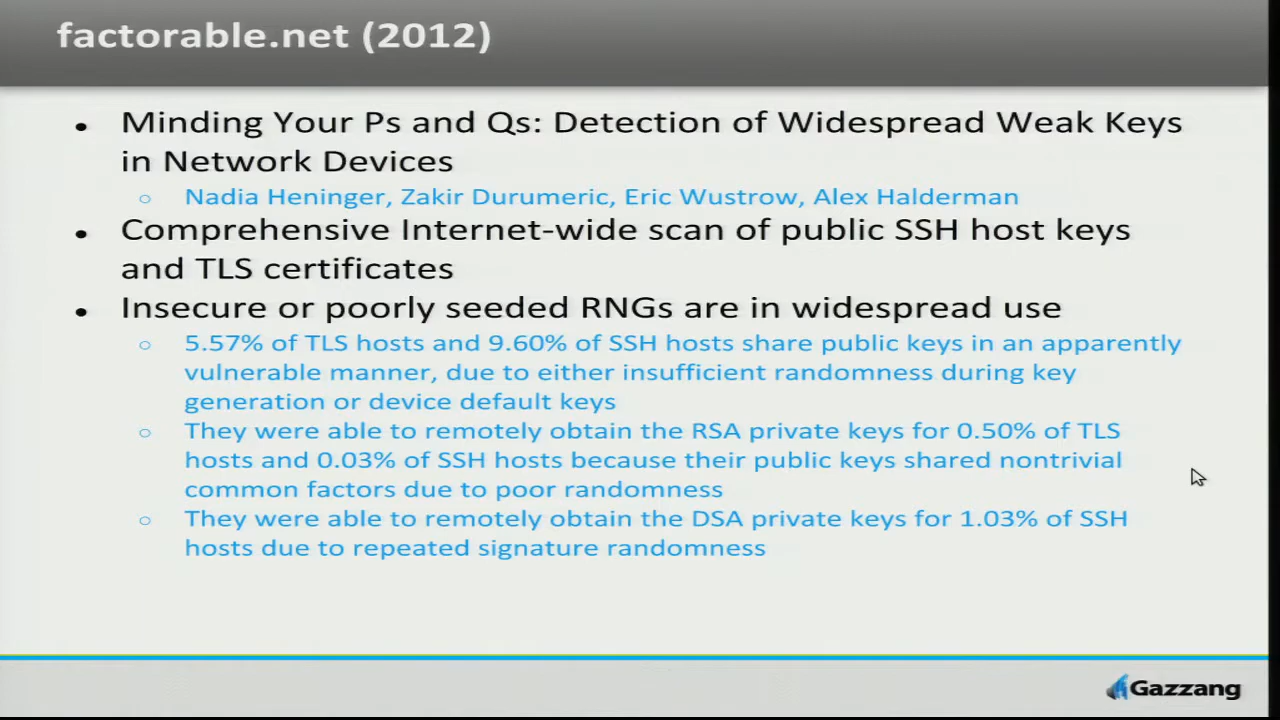 factorable.net (2012)
• Minding Your Ps and Qs: Detection of Widespread Weak Keys
in Network Devices
○ Nadia Heninger, Zakir Durumeric, Eric Wustrow, Alex Halderman
• Comprehensive Internet-wide scan of public SSH host keys
and TLS certificates
• Insecure or poorly seeded RNGs are in widespread use
○ 5.57% of TLS hosts and 9.60% of SSH hosts share public keys in an apparently
vulnerable manner, due to either insufficient randomness during key
generation or device default keys
○ They were able to remotely obtain the RSA private keys for 0.50% of TLS
hosts and 0.03% of SSH hosts because their public keys shared nontrivial
common factors due to poor randomness
○ They were able to remotely obtain the DSA private keys for 1.03% of SSH
hosts due to repeated signature randomness
Gazzang